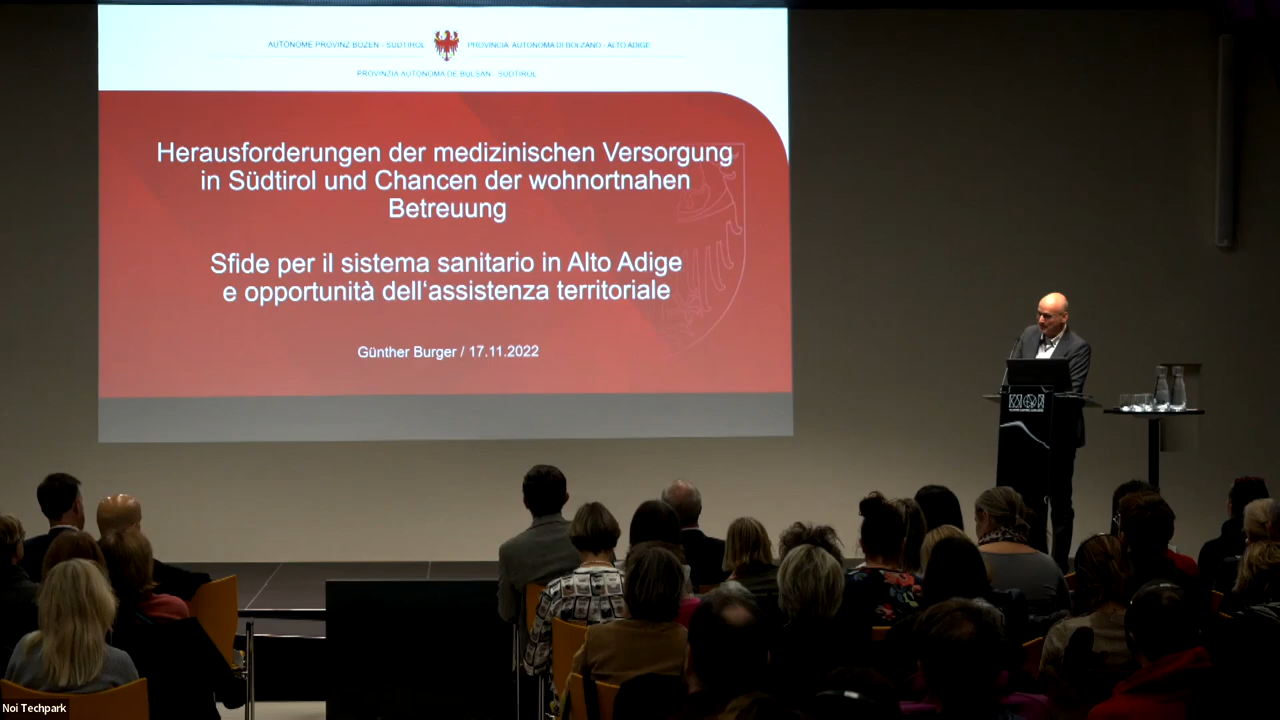 AUTONOME PROVINZ BOZEN - SÜDTIROL
PROVINCIA AUTONOMA DI BOLZANO - ALTO ADIGE
PROVINZIA AUTONOMA DE BULSAN - SÜDTIROL
Herausforderungen der medizinischen Versorgung
in Südtirol und Chancen der wohnortnahen
Betreuung
Sfide per il sistema sanitario in Alto Adige
e opportunità dell‘assistenza territoriale
Günther Burger / 17.11.2022
NOI
Noi Techpark